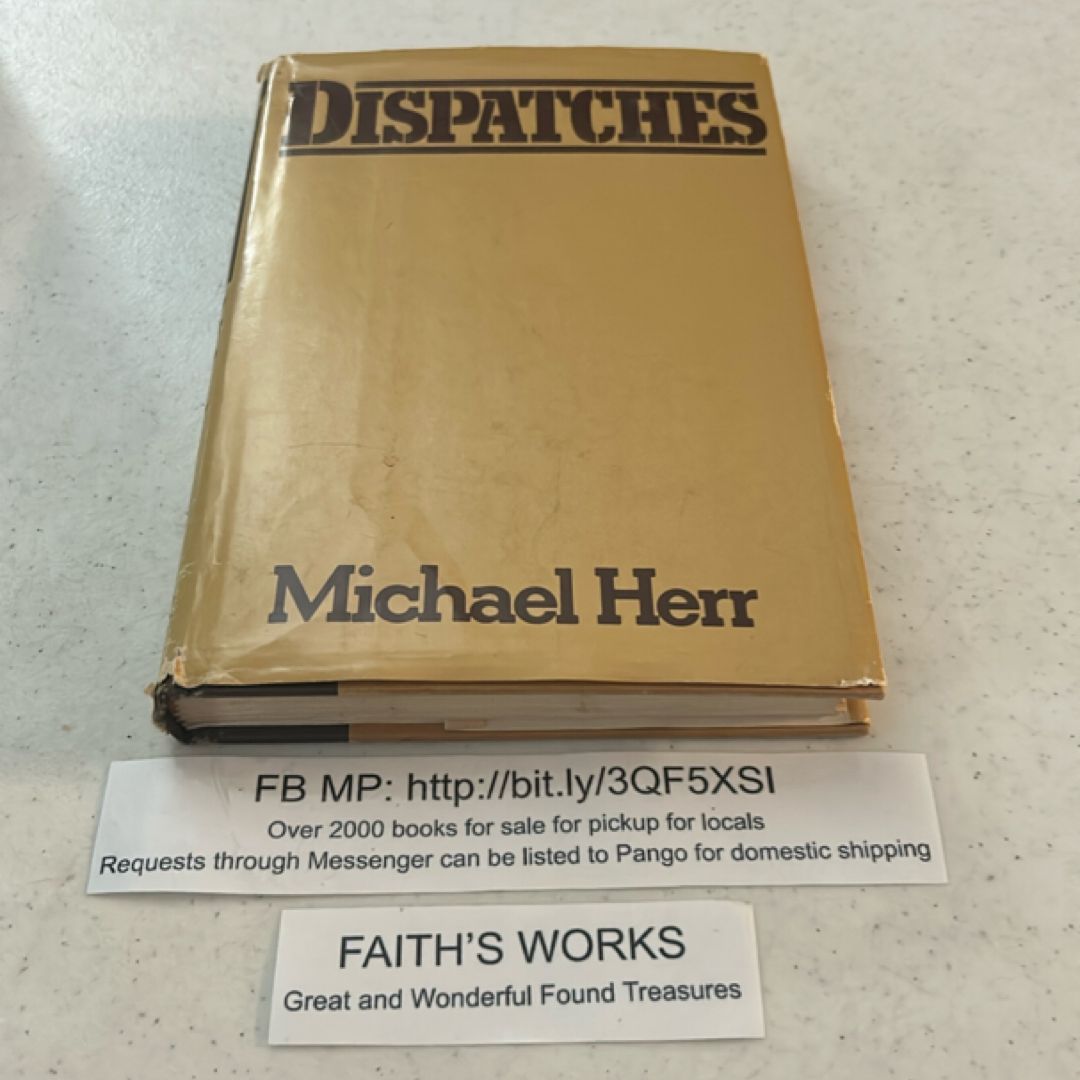 DISPATCHES
Michael Herr
FB MP: http://bit.ly/3QF5XSI
Over 2000 books for sale for pickup for locals
Requests through Messenger can be listed to Pango for domestic shipping
FAITH'S WORKS
Great and Wonderful Found Treasures